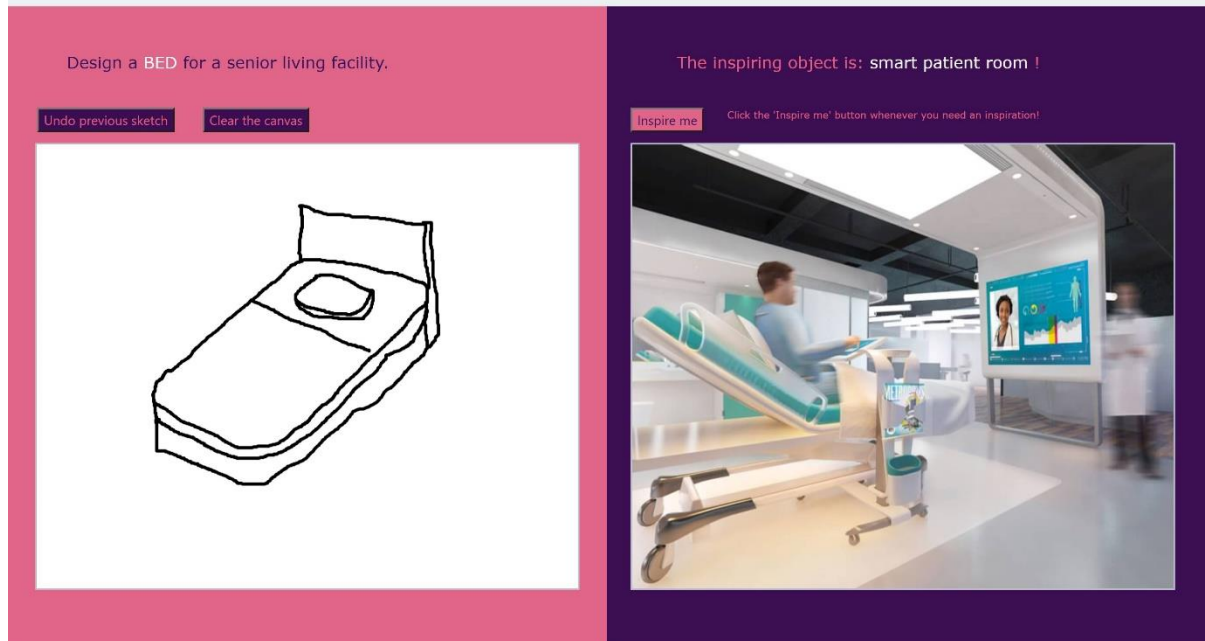 Design a BED for a senior living facility.
Undo previous sketch
Clear the canvas
The inspiring object is: smart patient room !
Inspire me
Click the 'Inspire me' button whenever you need an inspiration!